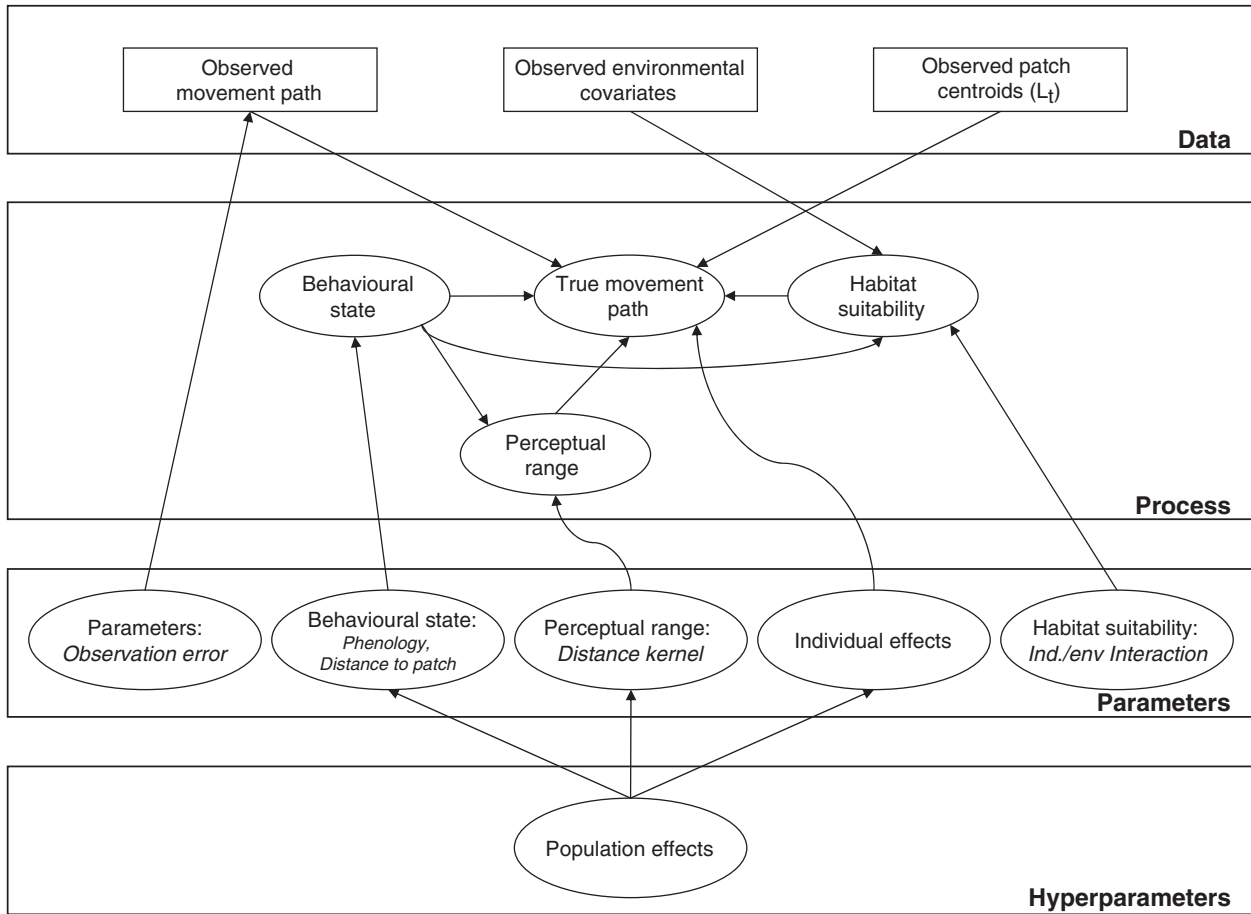 Observed
movement path
Observed environmental
covariates
Observed patch
centroids (Lt)
Data
Behavioural
state
True movement
path
Habitat
suitability
Perceptual
range
Process
Parameters:
Observation error
Behavioural state:
Phenology,
Distance to patch
Perceptual range:
Distance kernel
Individual effects
Habitat suitability:
Ind./env Interaction
Parameters
Population effects
Hyperparameters